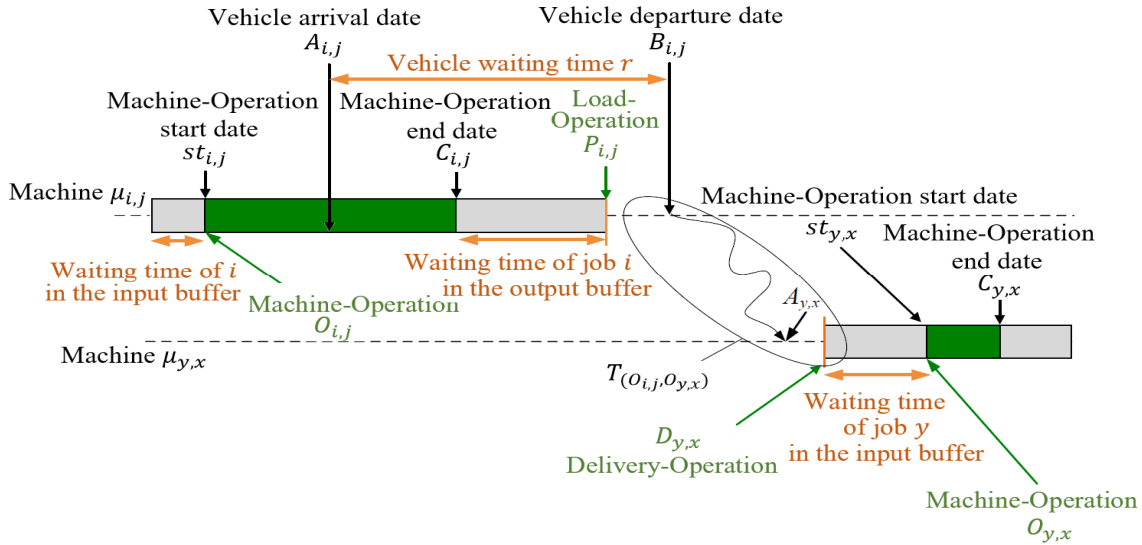 Vehicle arrival date
A_{i,j}
Vehicle departure date
B_{i,j}
Vehicle waiting time r
Machine-Operation
start date
st_{i,j}
Machine-Operation
end date
C_{i,j}
Load-
Operation
P_{i,j}
Machine μ_{i,j}
Machine-Operation start date
st_{y,x}
Machine-Operation
end date
C_{y,x}
Waiting time of i
in the input buffer
Waiting time of job i
in the output buffer
Machine-Operation
O_{i,j}
A_{y,x}
Machine μ_{y,x}
T_{(O_{i,j},O_{y,x})}
Waiting time
of job y
in the input buffer
D_{y,x}
Delivery-Operation
Machine-Operation
O_{y,x}